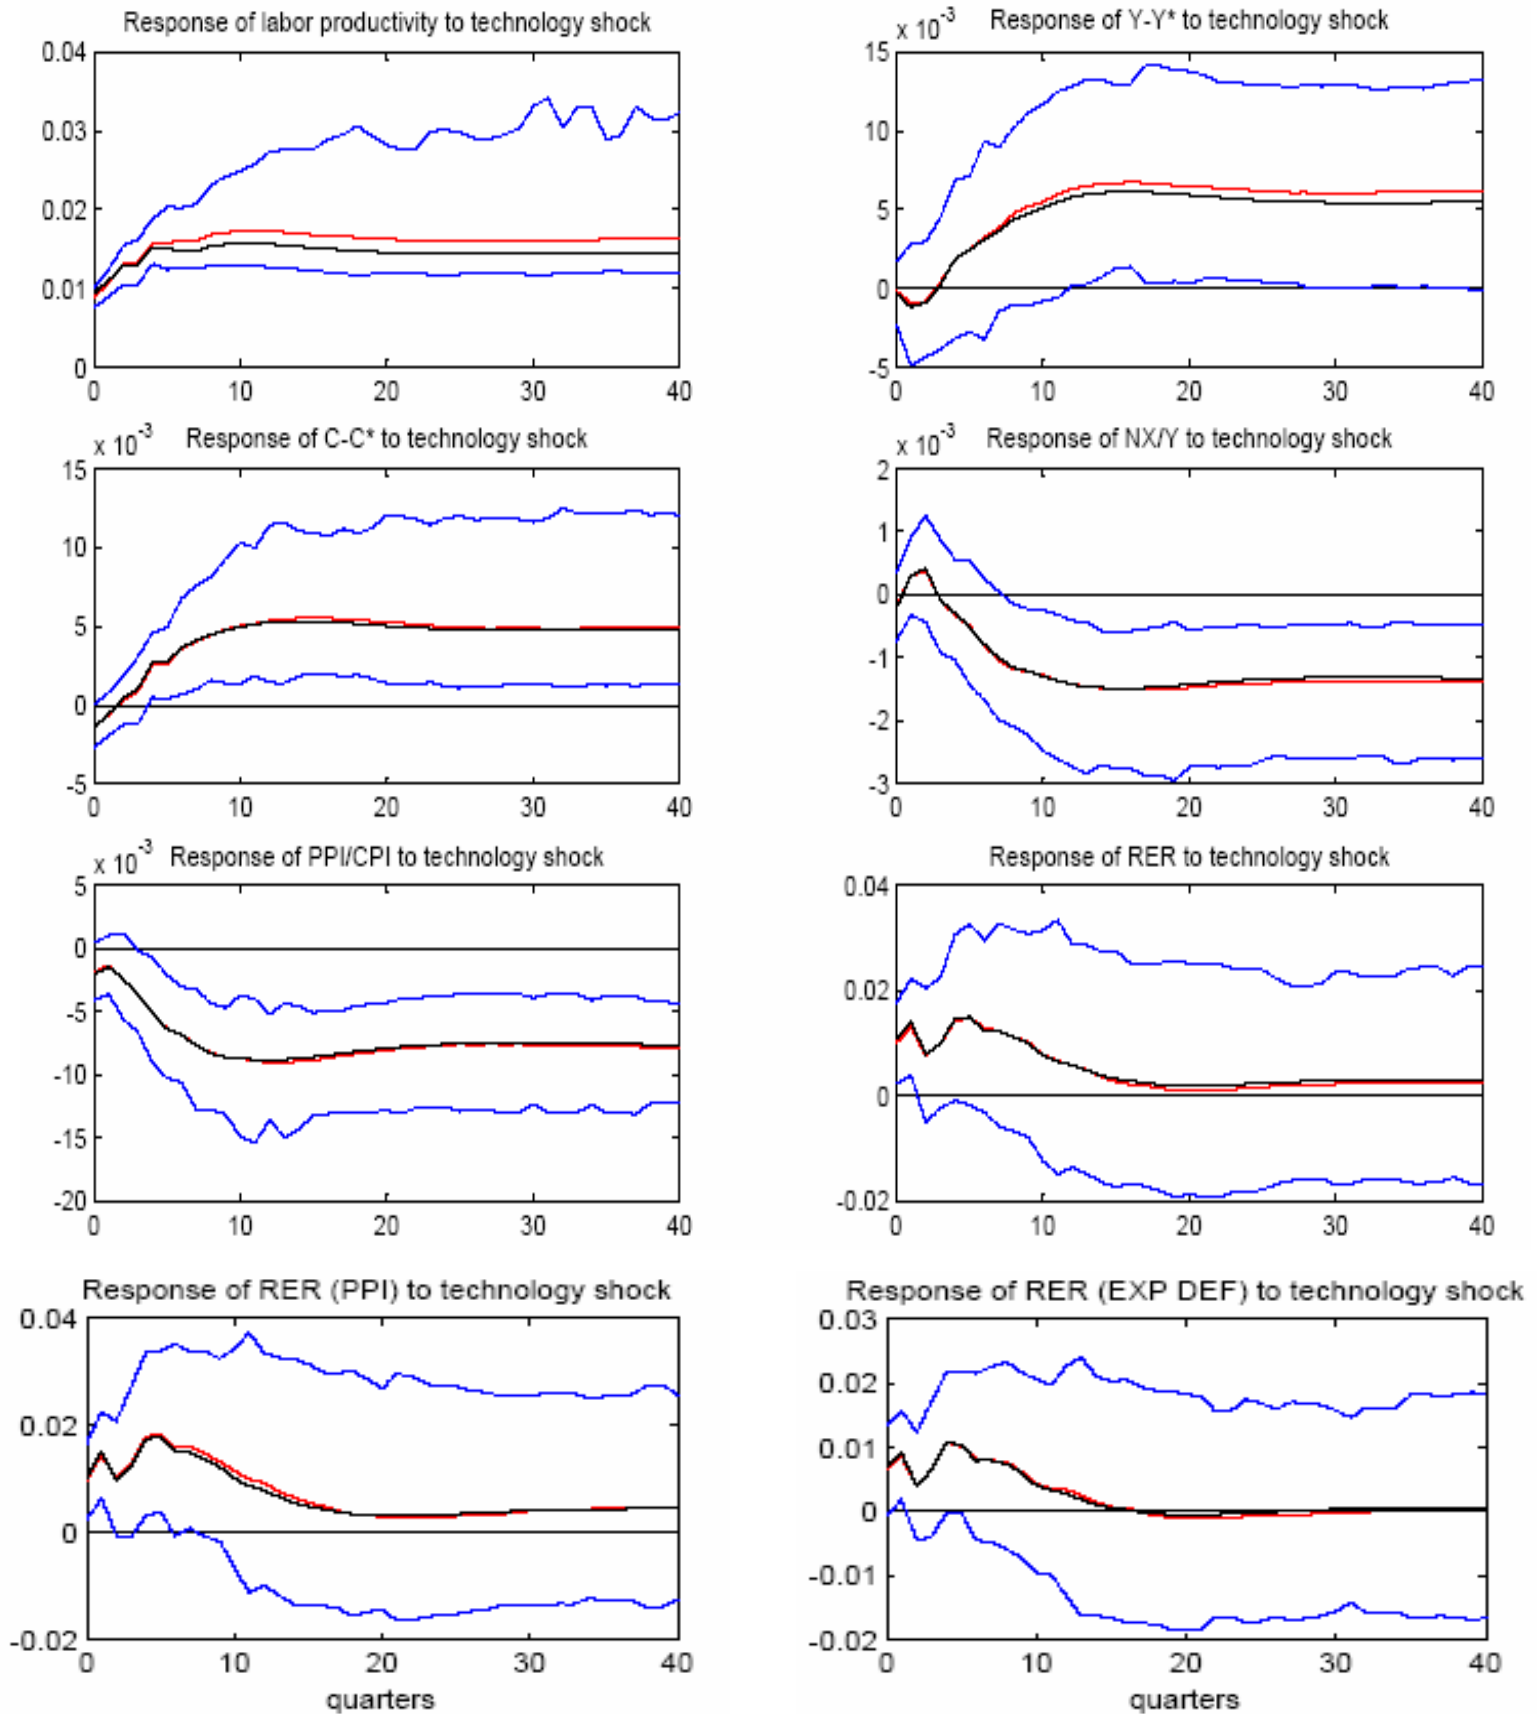 Response of labor productivity to technology shock
0.04
0.03
0.02
0.01
0
0 10 20 30 40
Response of Y-Y* to technology shock
x 10^-3
15
10
5
0
-5
0 10 20 30 40
Response of C-C* to technology shock
x 10^-3
15
10
5
0
-5
0 10 20 30 40
Response of NX/Y to technology shock
x 10^-3
2
1
0
-1
-2
-3
0 10 20 30 40
Response of PPI/CPI to technology shock
x 10^-3
5
0
-5
-10
-15
-20
0 10 20 30 40
Response of RER to technology shock
0.04
0.02
0
-0.02
0 10 20 30 40
Response of RER (PPI) to technology shock
0.04
0.02
0
-0.02
0 10 20 30 40
quarters
Response of RER (EXP DEF) to technology shock
0.03
0.02
0.01
0
-0.01
-0.02
0 10 20 30 40
quarters